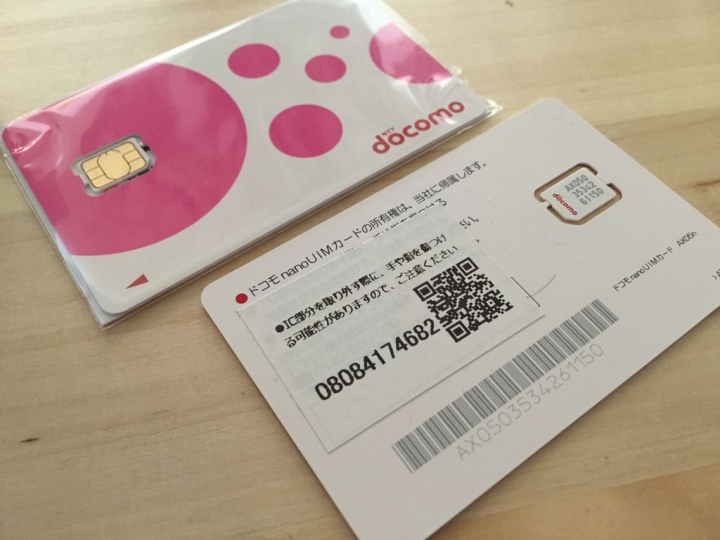 NTT
docomo
●ドコモnanoUIMカードの所有権は、当社に帰属します。
●IC部分を取り外す際に、手や指を傷つけ
る可能性がありますので、ご注意ください
08084174682
AX050
35342
61150
docomo
ドコモnanoUIMカード AX05n
AX0503534261150